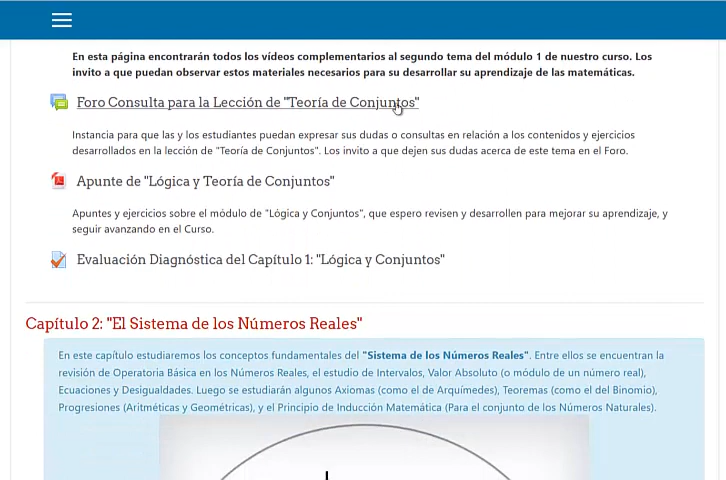 En esta página encontrarán todos los vídeos complementarios al segundo tema del módulo 1 de nuestro curso. Los
invito a que puedan observar estos materiales necesarios para su desarrollar su aprendizaje de las matemáticas.
Foro Consulta para la Lección de "Teoría de Conjuntos"
Instancia para que las y los estudiantes puedan expresar sus dudas o consultas en relación a los contenidos y ejercicios
desarrollados en la lección de "Teoría de Conjuntos". Los invito a que dejen sus dudas acerca de este tema en el Foro.
Apunte de "Lógica y Teoría de Conjuntos"
Apuntes y ejercicios sobre el módulo de "Lógica y Conjuntos", que espero revisen y desarrollen para mejorar su aprendizaje, y
seguir avanzando en el Curso.
Evaluación Diagnóstica del Capítulo 1: "Lógica y Conjuntos"
Capítulo 2: "El Sistema de los Números Reales"
En este capítulo estudiaremos los conceptos fundamentales del "Sistema de los Números Reales". Entre ellos se encuentran la
revisión de Operatoria Básica en los Números Reales, el estudio de Intervalos, Valor Absoluto (o módulo de un número real),
Ecuaciones y Desigualdades. Luego se estudiarán algunos Axiomas (como el de Arquímedes), Teoremas (como el del Binomio),
Progresiones (Aritméticas y Geométricas), y el Principio de Inducción Matemática (Para el conjunto de los Números Naturales).